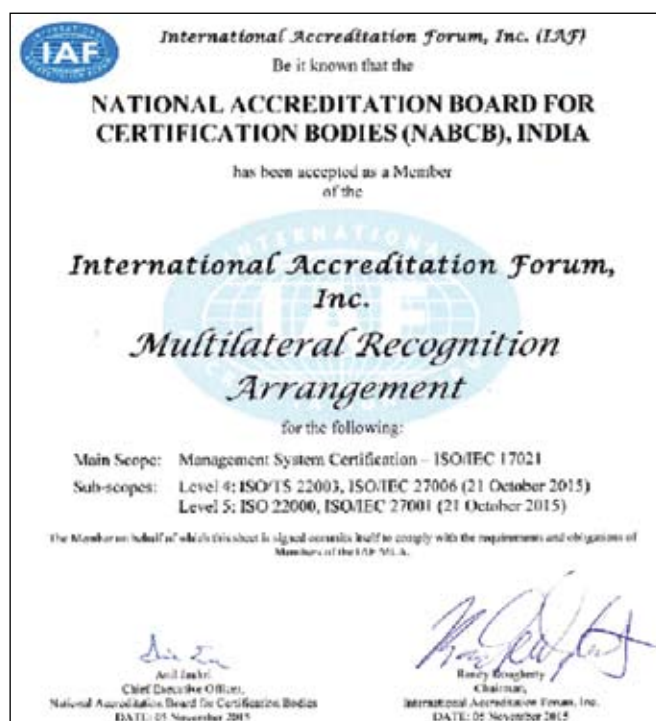 IAF
International Accreditation Forum, Inc. (IAF)
Be it known that the
NATIONAL ACCREDITATION BOARD FOR
CERTIFICATION BODIES (NABCB), INDIA
has been accepted as a Member
of the
International Accreditation Forum,
Inc.
Multilateral Recognition
Arrangement
for the following:
Main Scope: Management System Certification – ISO/IEC 17021
Sub-scopes: Level 4: ISO/TS 22003, ISO/IEC 27006 (21 October 2015)
Level 5: ISO 22000, ISO/IEC 27001 (21 October 2015)
The Member on behalf of which this sheet is signed commits itself to comply with the requirements and obligations of
Members of the IAF MLA.
Anil Jauhri
Chief Executive Officer,
National Accreditation Board for Certification Bodies
DATE: 05 November 2015
Randy Dougherty
Chairman,
International Accreditation Forum, Inc.
DATE: 05 November 2015